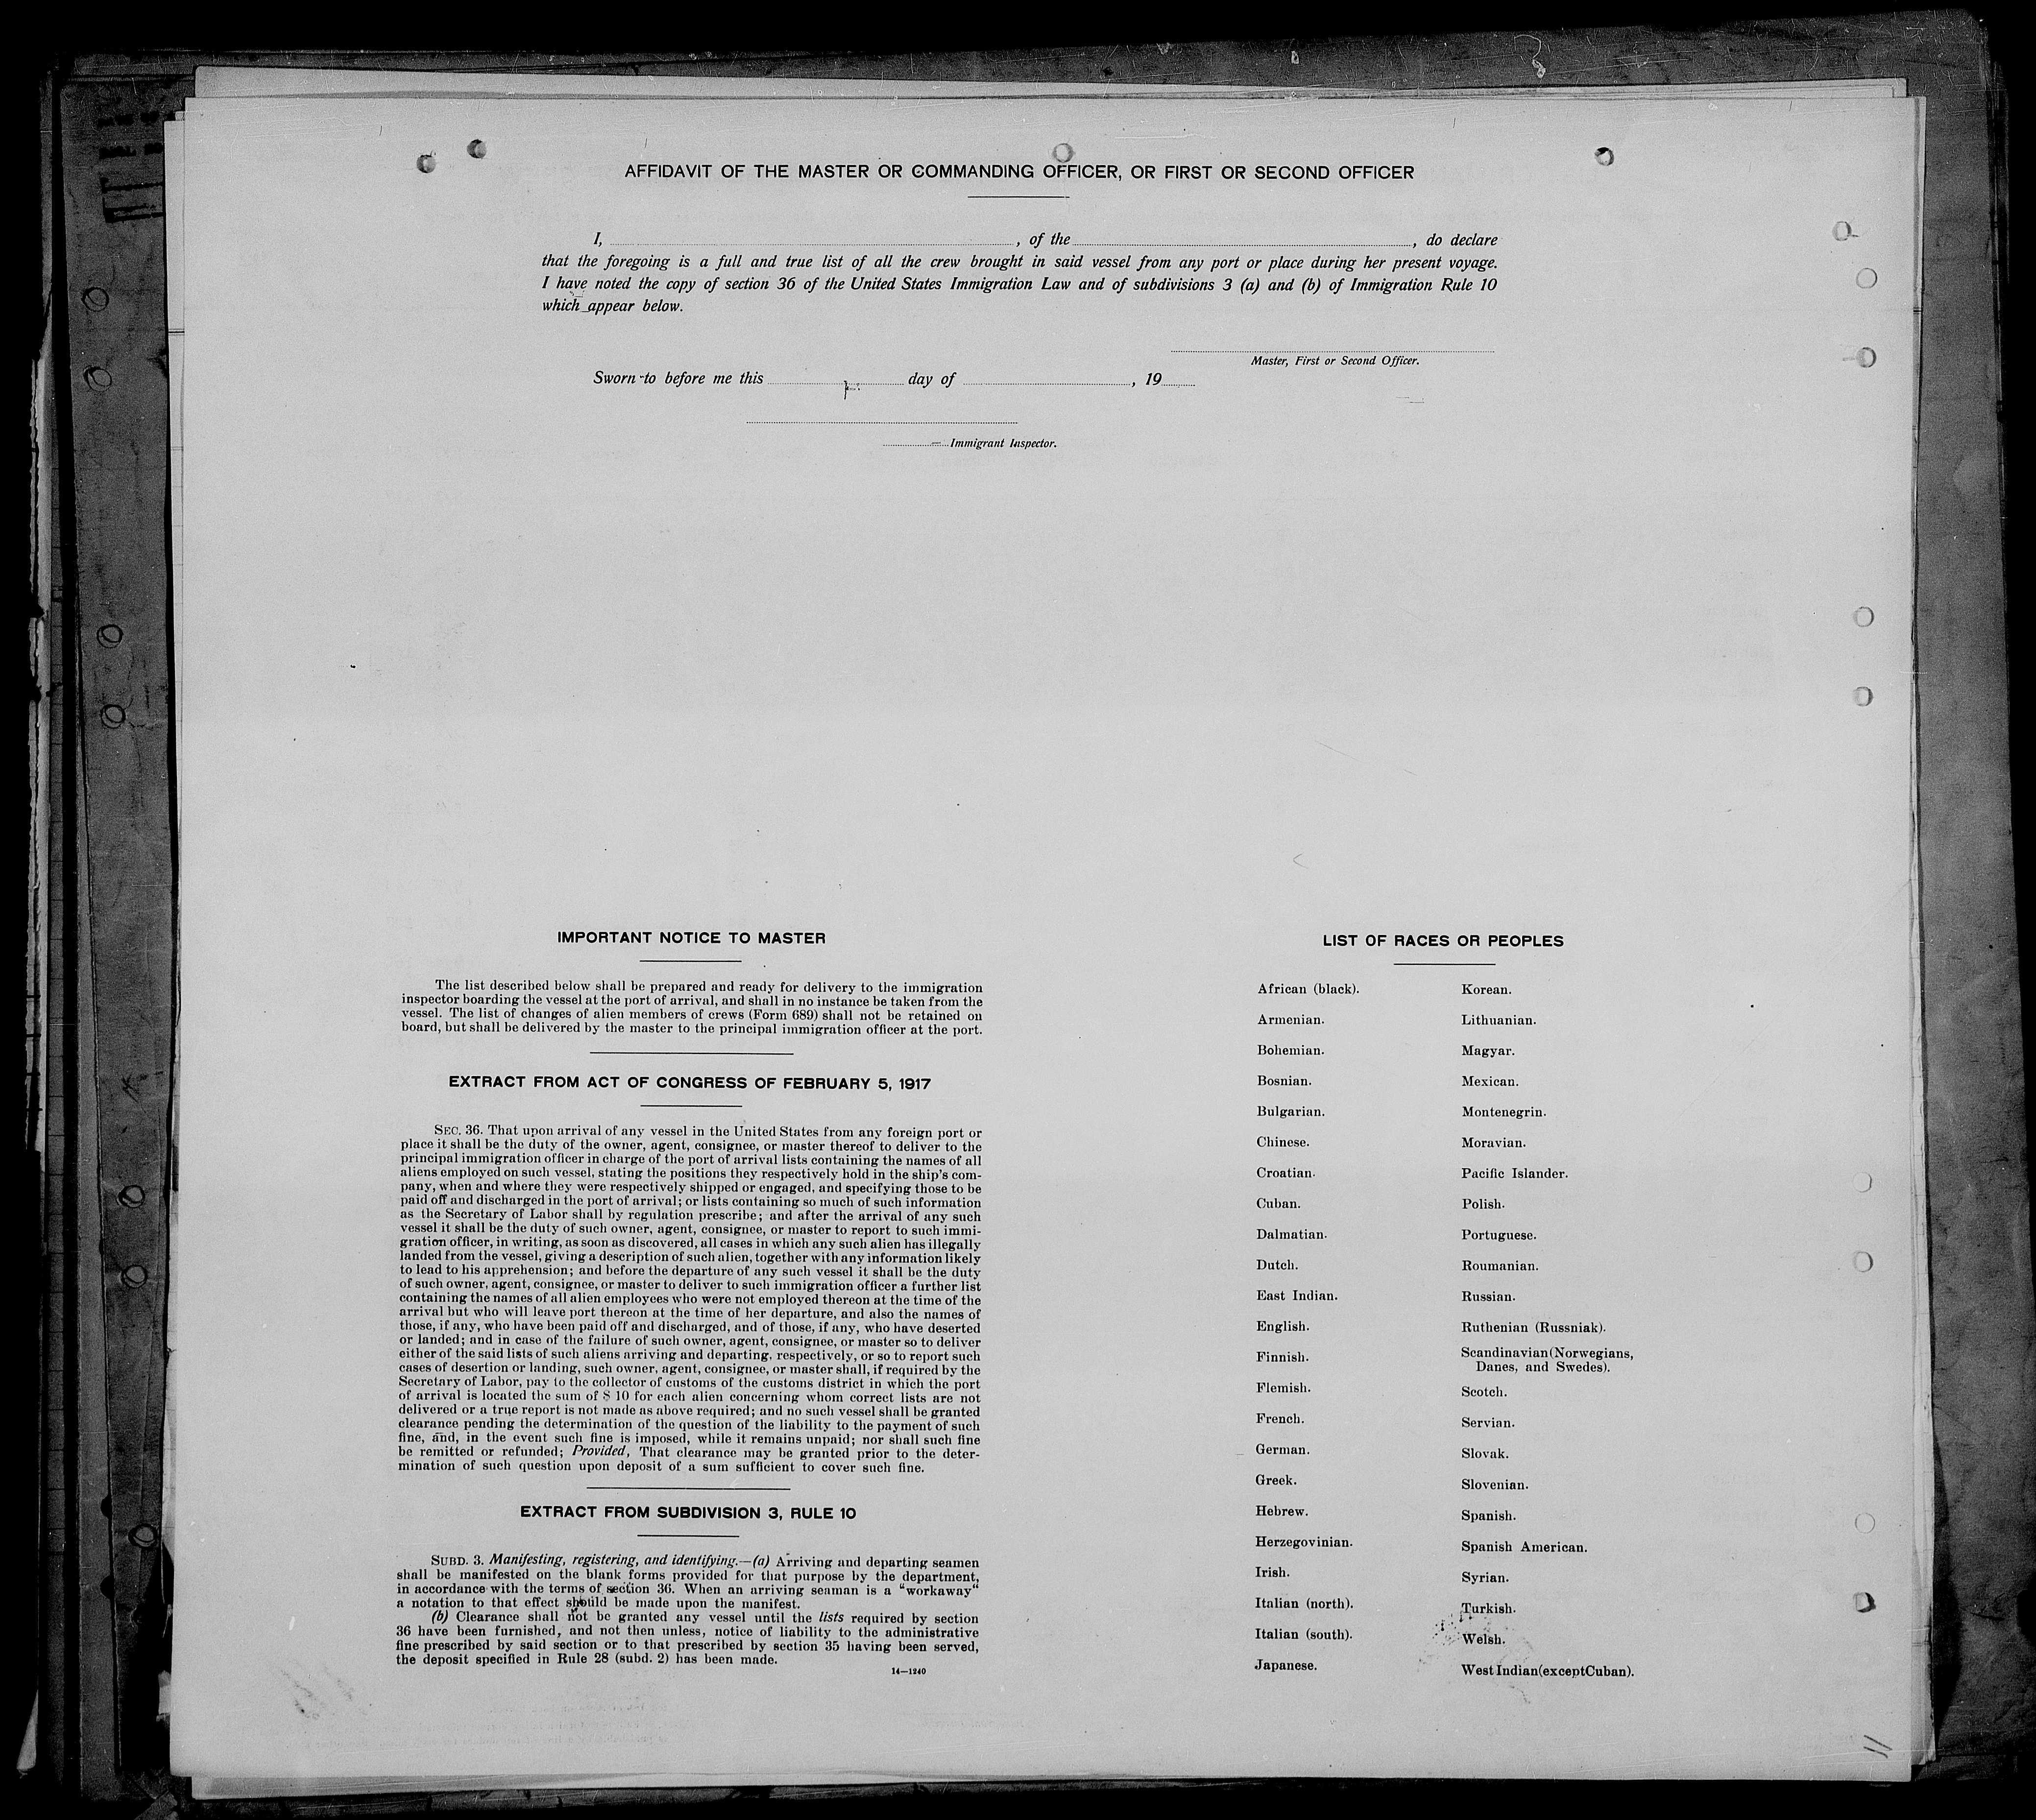 AFFIDAVIT OF THE MASTER OR COMMANDING OFFICER, OR FIRST OR SECOND OFFICER
I, , of the , do declare
that the foregoing is a full and true list of all the crew brought in said vessel from any port or place during her present voyage.
I have noted the copy of section 36 of the United States Immigration Law and of subdivisions 3 (a) and (b) of Immigration Rule 10
which appear below.
Master, First or Second Officer.
Sworn to before me this day of , 19
Immigrant Inspector.
IMPORTANT NOTICE TO MASTER
The list described below shall be prepared and ready for delivery to the immigration
inspector boarding the vessel at the port of arrival, and shall in no instance be taken from the
vessel. The list of changes of alien members of crews (Form 689) shall not be retained on
board, but shall be delivered by the master to the principal immigration officer at the port.
EXTRACT FROM ACT OF CONGRESS OF FEBRUARY 5, 1917
SEC. 36. That upon arrival of any vessel in the United States from any foreign port or
place it shall be the duty of the owner, agent, consignee, or master thereof to deliver to the
principal immigration officer in charge of the port of arrival lists containing the names of all
aliens employed on such vessel, stating the positions they respectively hold in the ship's com-
pany, when and where they were respectively shipped or engaged, and specifying those to be
paid off and discharged in the port of arrival; or lists containing so much of such information
as the Secretary of Labor shall by regulation prescribe; and after the arrival of any such
vessel it shall be the duty of such owner, agent, consignee, or master to report to such immi-
gration officer, in writing, as soon as discovered, all cases in which any such alien has illegally
landed from the vessel, giving a description of such alien, together with any information likely
to lead to his apprehension; and before the departure of any such vessel it shall be the duty
of such owner, agent, consignee, or master to deliver to such immigration officer a further list
containing the names of all alien employees who were not employed thereon at the time of the
arrival but who will leave port thereon at the time of her departure, and also the names of
those, if any, who have been paid off and discharged, and of those, if any, who have deserted
or landed; and in case of the failure of such owner, agent, consignee, or master so to deliver
either of the said lists of such aliens arriving and departing, respectively, or so to report such
cases of desertion or landing, such owner, agent, consignee, or master shall, if required by the
Secretary of Labor, pay to the collector of customs of the customs district in which the port
of arrival is located the sum of $ 10 for each alien concerning whom correct lists are not
delivered or a true report is not made as above required; and no such vessel shall be granted
clearance pending the determination of the question of the liability to the payment of such
fine, and, in the event such fine is imposed, while it remains unpaid; nor shall such fine
be remitted or refunded; Provided, That clearance may be granted prior to the deter-
mination of such question upon deposit of a sum sufficient to cover such fine.
EXTRACT FROM SUBDIVISION 3, RULE 10
SUBD. 3. Manifesting, registering, and identifying.—(a) Arriving and departing seamen
shall be manifested on the blank forms provided for that purpose by the department,
in accordance with the terms of section 36. When an arriving seaman is a "workaway"
a notation to that effect should be made upon the manifest.
(b) Clearance shall not be granted any vessel until the lists required by section
36 have been furnished, and not then unless, notice of liability to the administrative
fine prescribed by said section or to that prescribed by section 35 having been served,
the deposit specified in Rule 28 (subd. 2) has been made.
14—1240
LIST OF RACES OR PEOPLES
African (black).
Armenian.
Bohemian.
Bosnian.
Bulgarian.
Chinese.
Croatian.
Cuban.
Dalmatian.
Dutch.
East Indian.
English.
Finnish.
Flemish.
French.
German.
Greek.
Hebrew.
Herzegovinian.
Irish.
Italian (north).
Italian (south).
Japanese.
Korean.
Lithuanian.
Magyar.
Mexican.
Montenegrin.
Moravian.
Pacific Islander.
Polish.
Portuguese.
Roumanian.
Russian.
Ruthenian (Russniak).
Scandinavian (Norwegians,
Danes, and Swedes).
Scotch.
Servian.
Slovak.
Slovenian.
Spanish.
Spanish American.
Syrian.
Turkish.
Welsh.
West Indian (except Cuban).